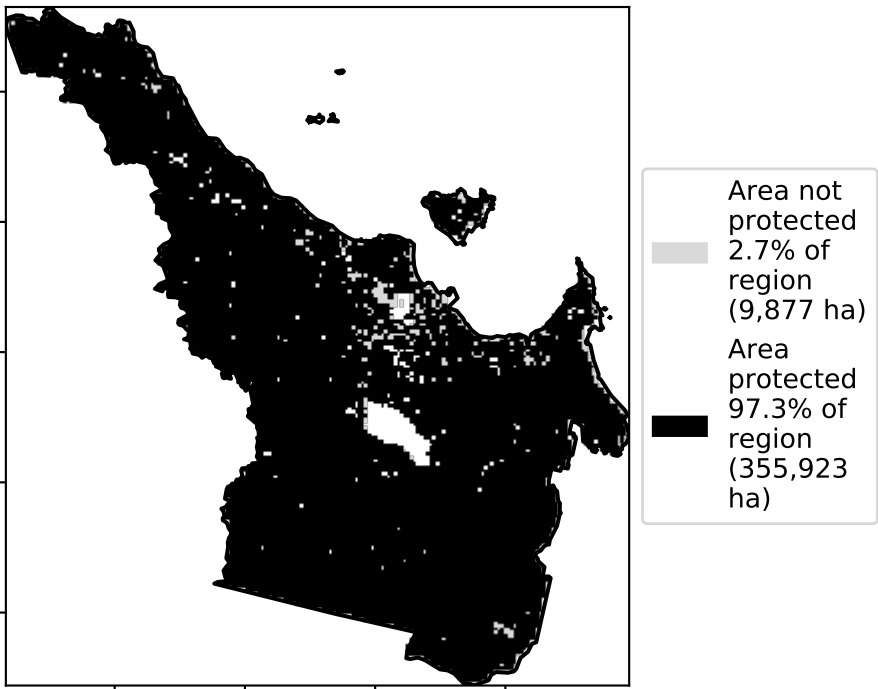 Area not
protected
2.7% of
region
(9,877 ha)
Area
protected
97.3% of
region
(355,923
ha)